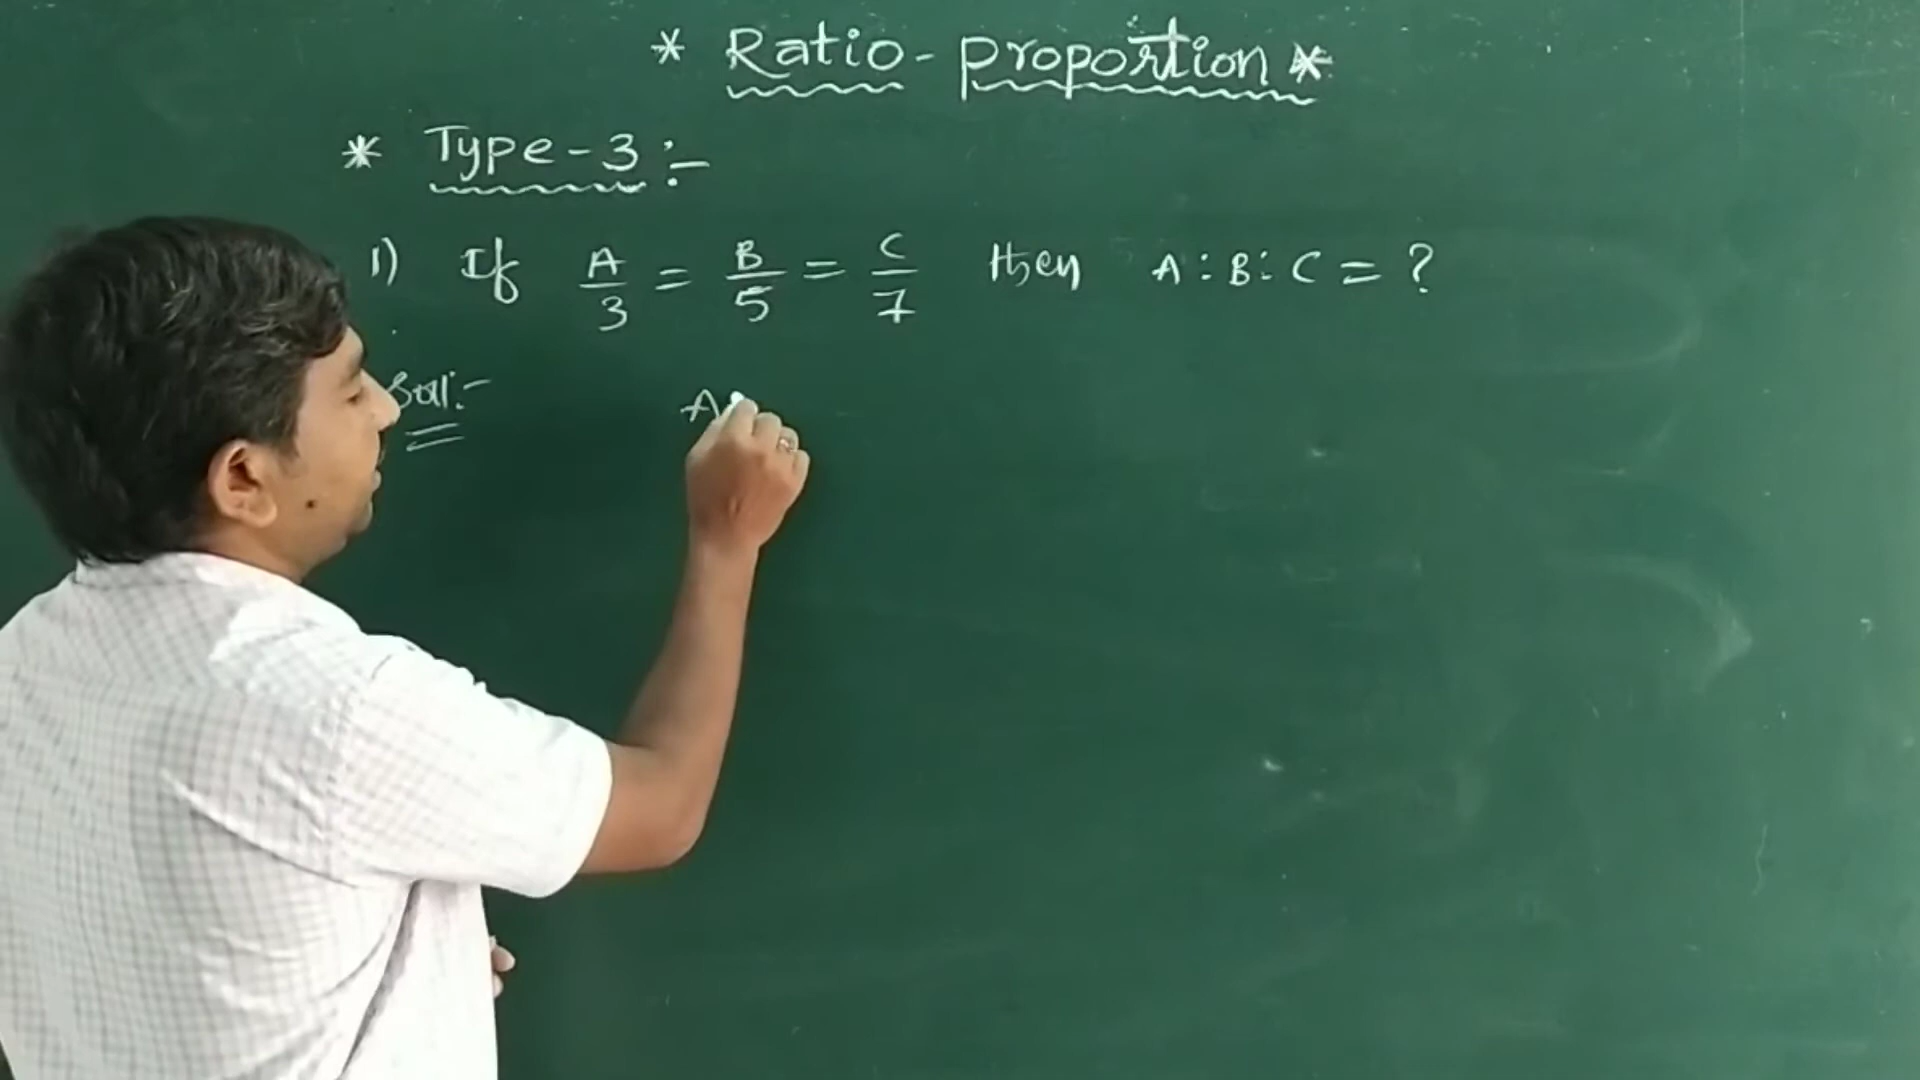 * Ratio-proportion *
* Type-3:-
1) If A/3 = B/5 = C/7 then A:B:C = ?
Sol:-
A